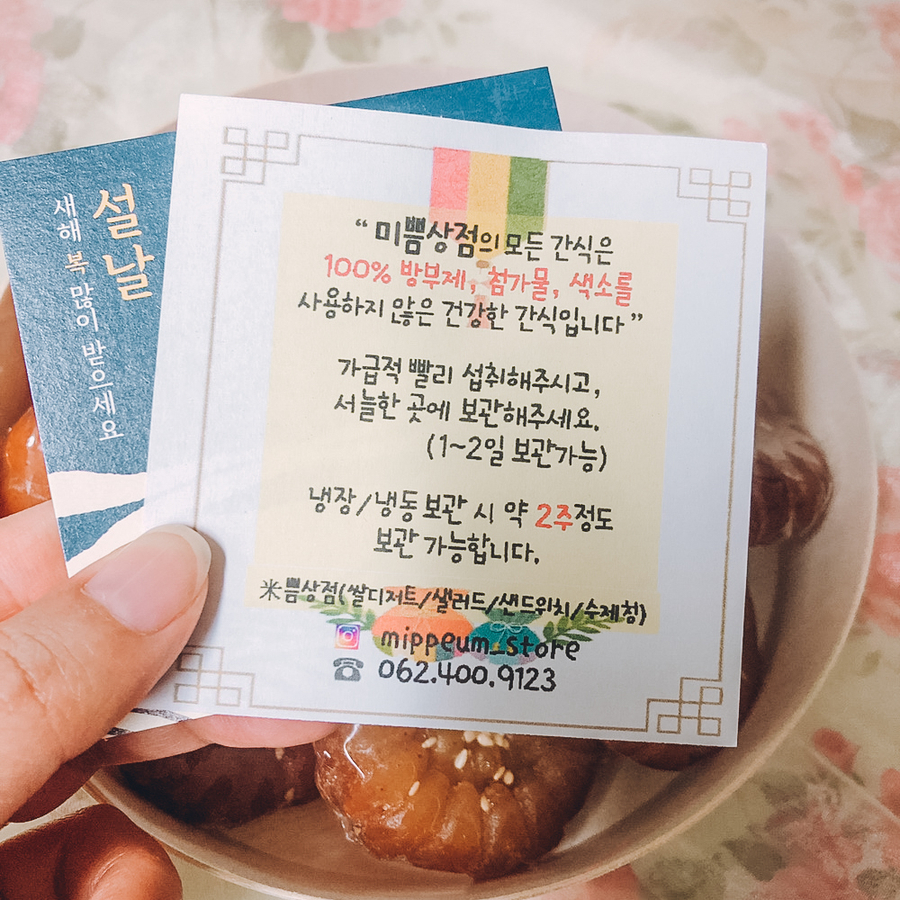 설날
새해 복 많이 받으세요
“ 미쁨상점의 모든 간식은
100% 방부제, 첨가물, 색소를
사용하지 않은 건강한 간식입니다 ”
가급적 빨리 섭취해주시고,
서늘한 곳에 보관해주세요.
(1~2일 보관가능)
냉장/냉동 보관 시 약 2주정도
보관 가능합니다.
米쁨상점(쌀디저트/샐러드/샌드위치/수제청)
mippeum_store
062.400.9123